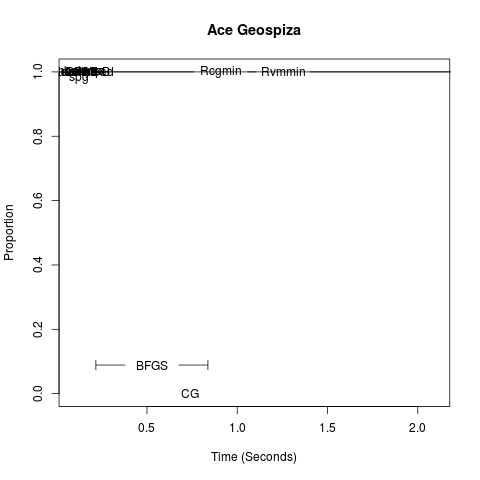 Ace Geospiza
1.0
Rcgmin
Rvmmin
spg
0.8
Proportion
0.6
0.4
0.2
BFGS
0.0
CG
0.5 1.0 1.5 2.0
Time (Seconds)